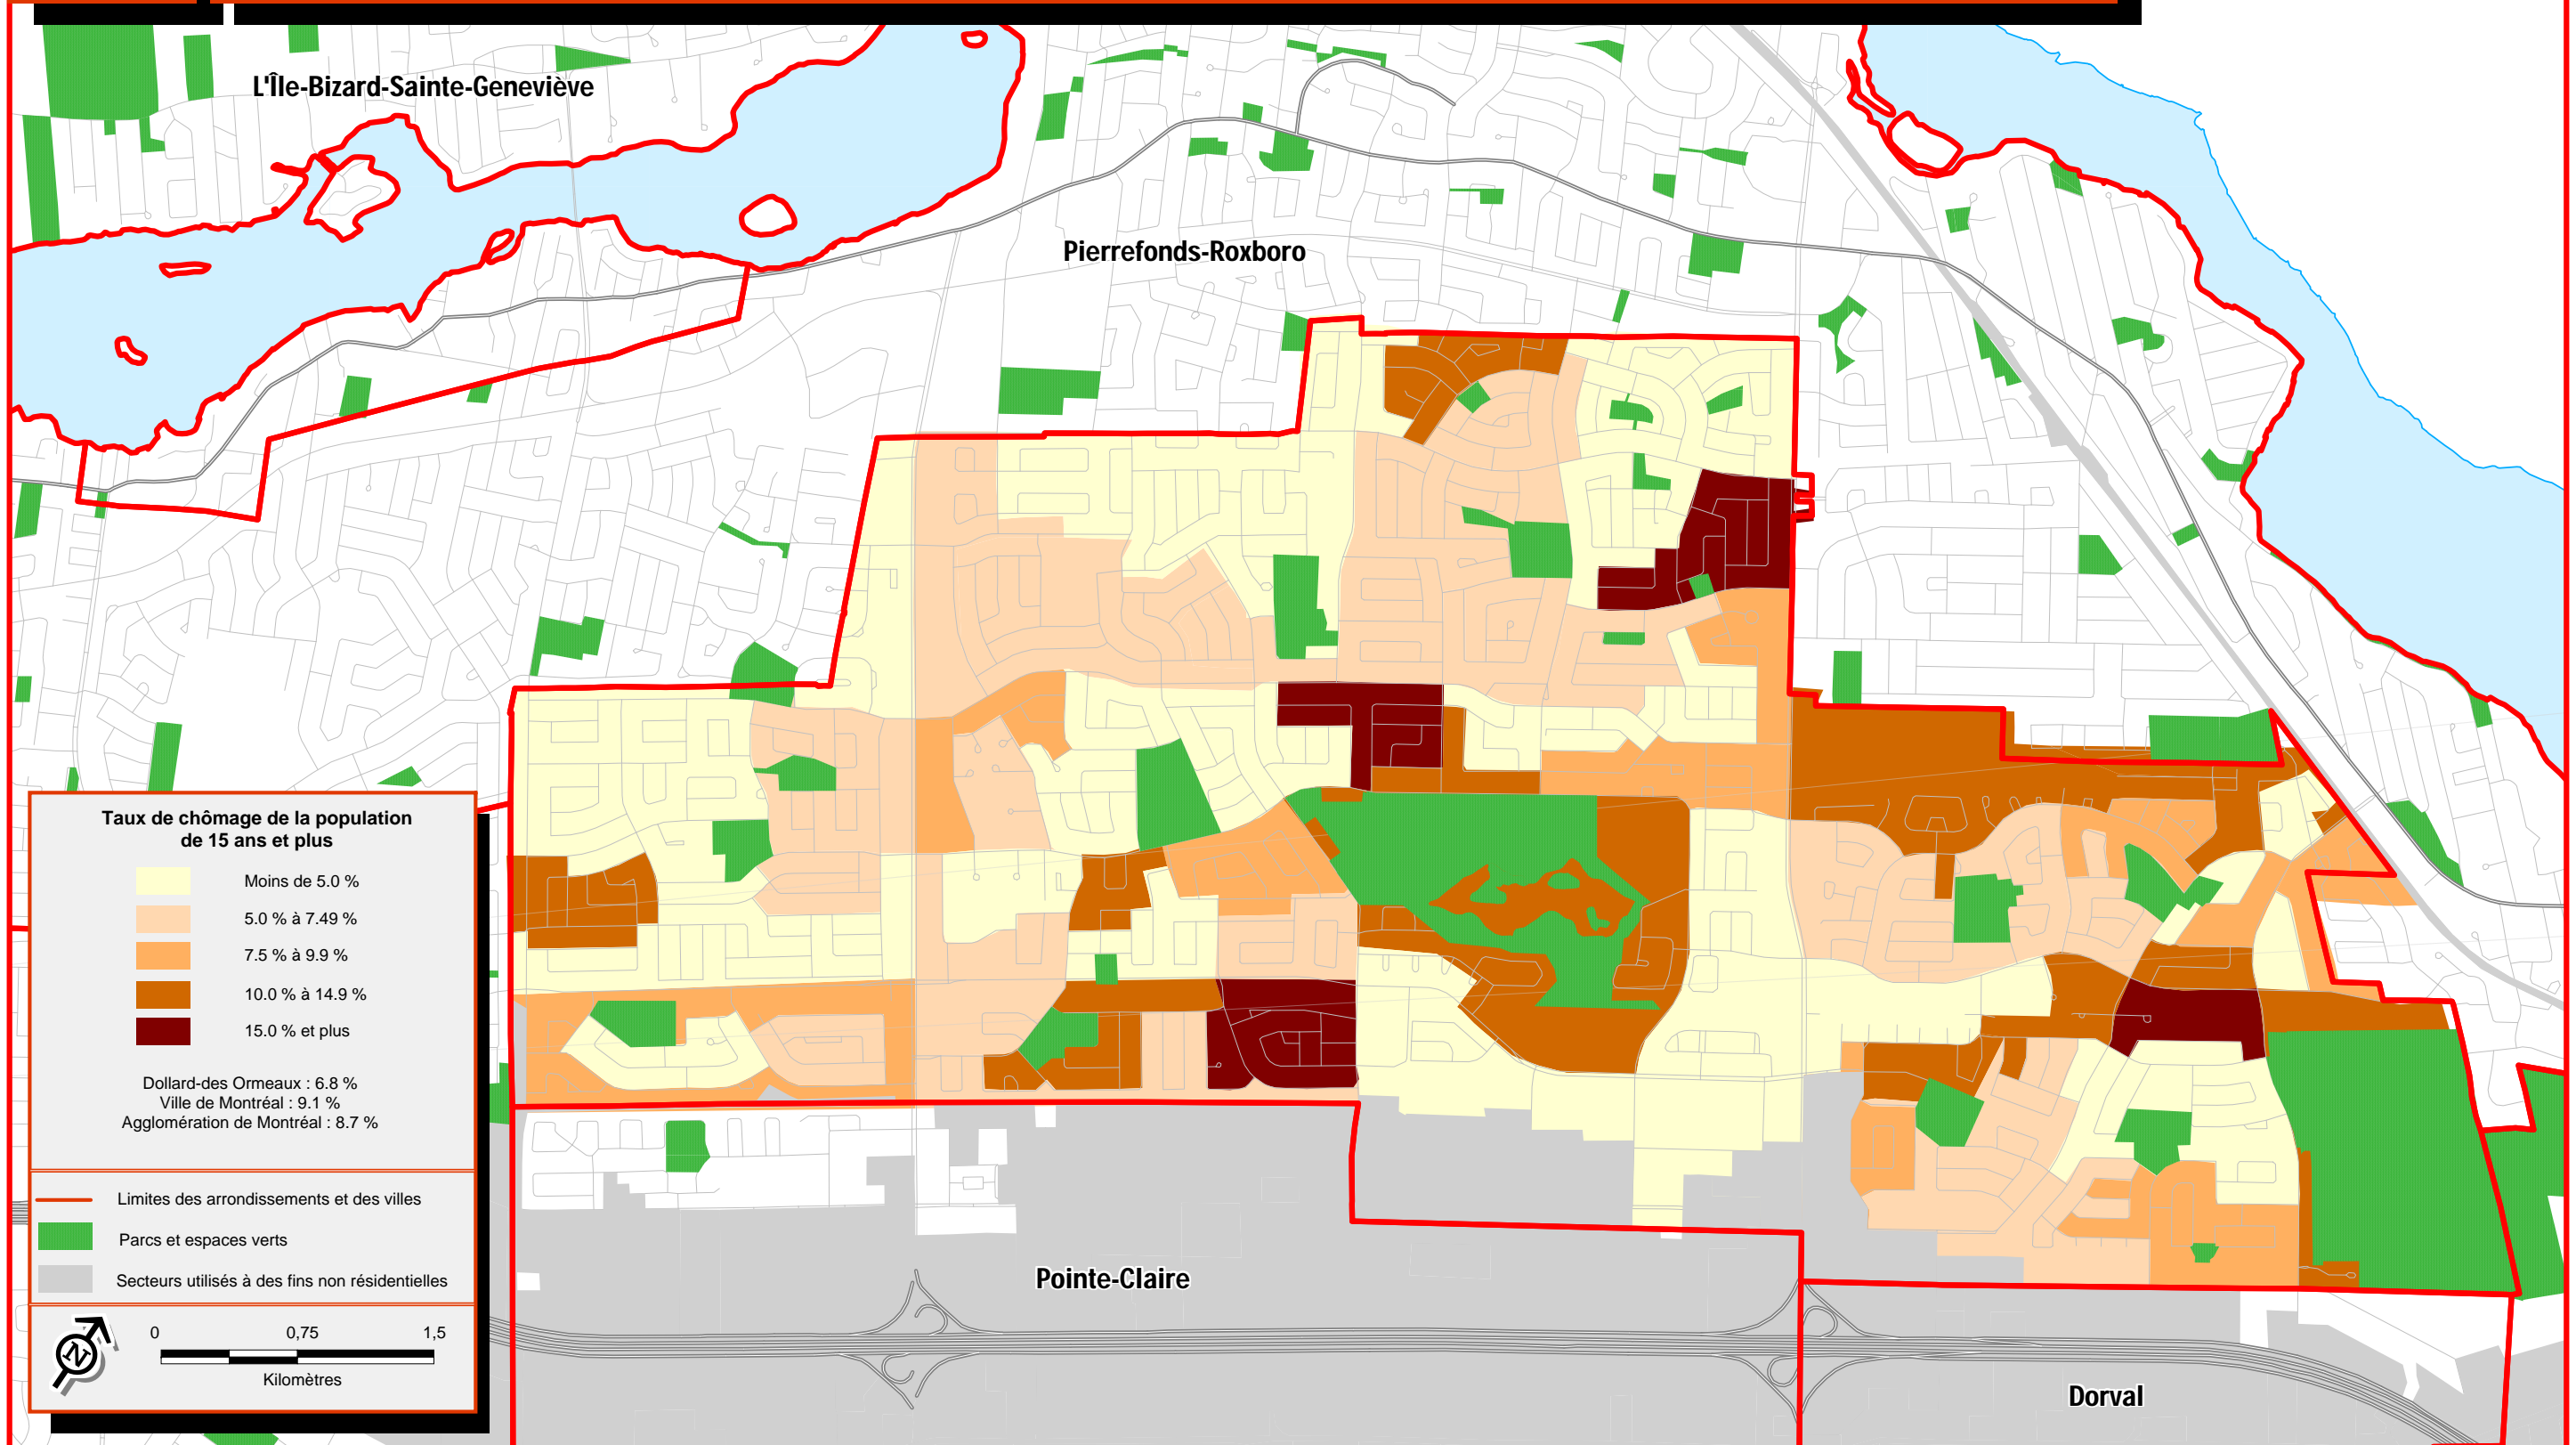 L'Île-Bizard-Sainte-Geneviève
Pierrefonds-Roxboro
Taux de chômage de la population
de 15 ans et plus
Moins de 5.0 %
5.0 % à 7.49 %
7.5 % à 9.9 %
10.0 % à 14.9 %
15.0 % et plus
Dollard-des Ormeaux : 6.8 %
Ville de Montréal : 9.1 %
Agglomération de Montréal : 8.7 %
Limites des arrondissements et des villes
Parcs et espaces verts
Secteurs utilisés à des fins non résidentielles
N
0 0,75 1,5
Kilomètres
Pointe-Claire
Dorval